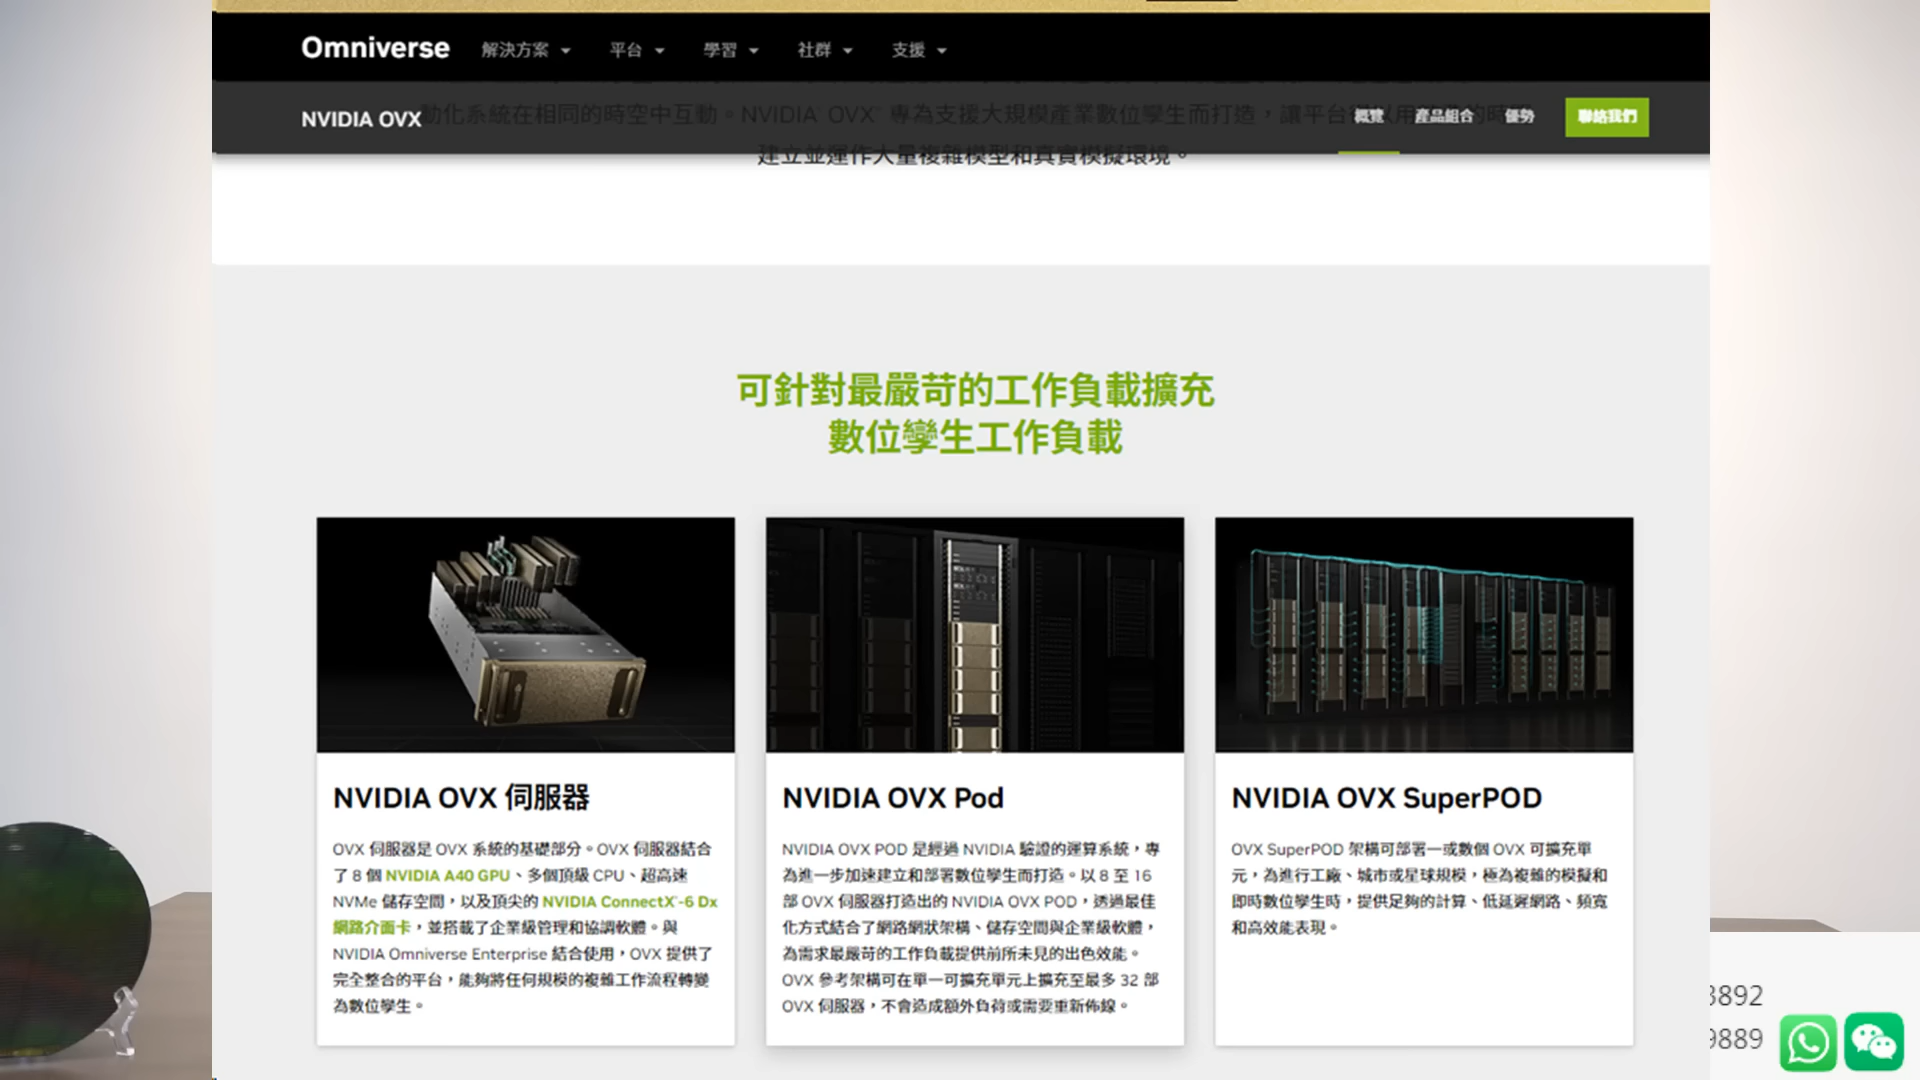 Omniverse 解決方案 平台 學習 社群 支援
NVIDIA OVX 概覽 產品組合 優勢 聯絡我們
動化系統在相同的時空中互動。NVIDIA OVX 專為支援大規模產業數位孿生而打造，讓平台
建立並運作大量複雜模型和真實模擬環境。
可針對最嚴苛的工作負載擴充
數位孿生工作負載
NVIDIA OVX 伺服器
OVX 伺服器是 OVX 系統的基礎部分。OVX 伺服器結合
了 8 個 NVIDIA A40 GPU、多個頂級 CPU、超高速
NVMe 儲存空間，以及頂尖的 NVIDIA ConnectX-6 Dx
網路介面卡，並搭載了企業級管理和協調軟體。與
NVIDIA Omniverse Enterprise 結合使用，OVX 提供了
完全整合的平台，能夠將任何規模的複雜工作流程轉變
為數位孿生。
NVIDIA OVX Pod
NVIDIA OVX POD 是經過 NVIDIA 驗證的運算系統，專
為進一步加速建立和部署數位孿生而打造。以 8 至 16
部 OVX 伺服器打造出的 NVIDIA OVX POD，透過最佳
化方式結合了網路網狀架構、儲存空間與企業級軟體，
為需求最嚴苛的工作負載提供前所未見的出色效能。
OVX 參考架構可在單一可擴充單元上擴充至最多 32 部
OVX 伺服器，不會造成額外負荷或需要重新佈線。
NVIDIA OVX SuperPOD
OVX SuperPOD 架構可部署一或數個 OVX 可擴充單
元，為進行工廠、城市或星球規模，極為複雜的模擬和
即時數位孿生時，提供足夠的計算、低延遲網路、頻寬
和高效能表現。
3892
9889